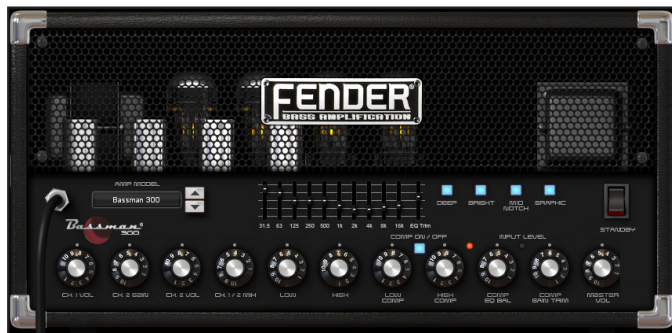 FENDER®
BASS AMPLIFICATION
AMP MODEL
Bassman 300
DEEP BRIGHT MID NOTCH GRAPHIC
STANDBY
31.5 63 125 250 500 1k 2k 4k 8k 15k EQ Trim
Bassman
300
COMP ON / OFF INPUT LEVEL
CH. 1 VOL CH. 2 GAIN CH. 2 VOL CH. 1 / 2 MIX LOW HIGH LOW COMP HIGH COMP COMP EQ BAL COMP GAIN TRIM MASTER VOL